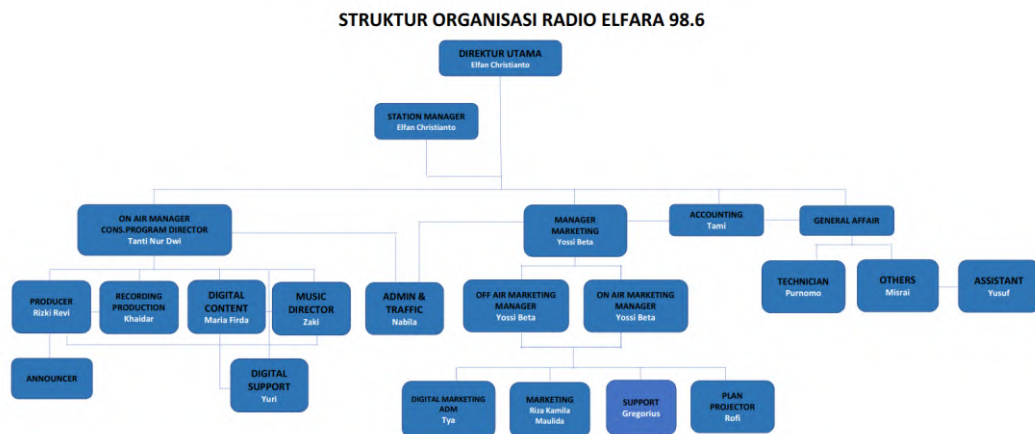 STRUKTUR ORGANISASI RADIO ELFARA 98.6
DIREKTUR UTAMA
Elfan Christianto
STATION MANAGER
Elfan Christianto
ON AIR MANAGER
CONS.PROGRAM DIRECTOR
Tanti Nur Dwi
MANAGER
MARKETING
Yossi Beta
ACCOUNTING
Tami
GENERAL AFFAIR
PRODUCER
Rizki Revi
RECORDING
PRODUCTION
Khaidar
DIGITAL
CONTENT
Maria Firda
MUSIC
DIRECTOR
Zaki
ADMIN &
TRAFFIC
Nabila
OFF AIR MARKETING
MANAGER
Yossi Beta
ON AIR MARKETING
MANAGER
Yossi Beta
TECHNICIAN
Purnomo
OTHERS
Misrai
ASSISTANT
Yusuf
ANNOUNCER
DIGITAL
SUPPORT
Yuri
DIGITAL MARKETING
ADM
Tya
MARKETING
Riza Kamila
Maulida
SUPPORT
Gregorius
PLAN
PROJECTOR
Rofi